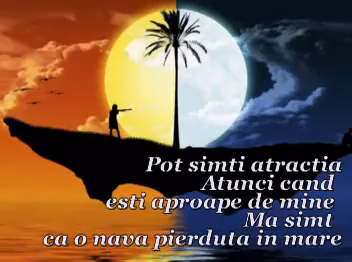 Pot simti atractia
Atunci cand
esti aproape de mine
Ma simt
ca o nava pierduta in mare